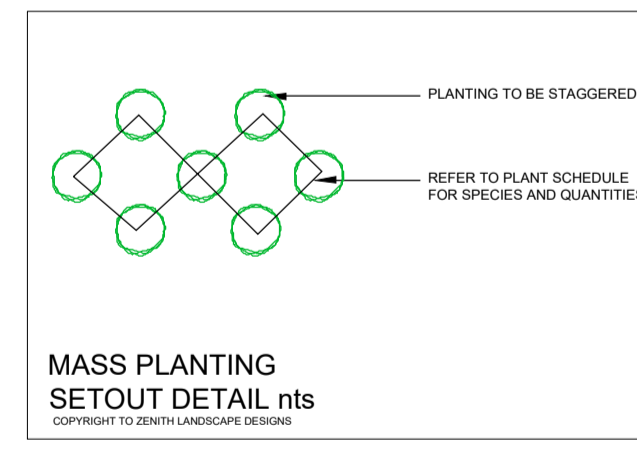 PLANTING TO BE STAGGERED
REFER TO PLANT SCHEDULE
FOR SPECIES AND QUANTITIES
MASS PLANTING
SETOUT DETAIL nts
COPYRIGHT TO ZENITH LANDSCAPE DESIGNS